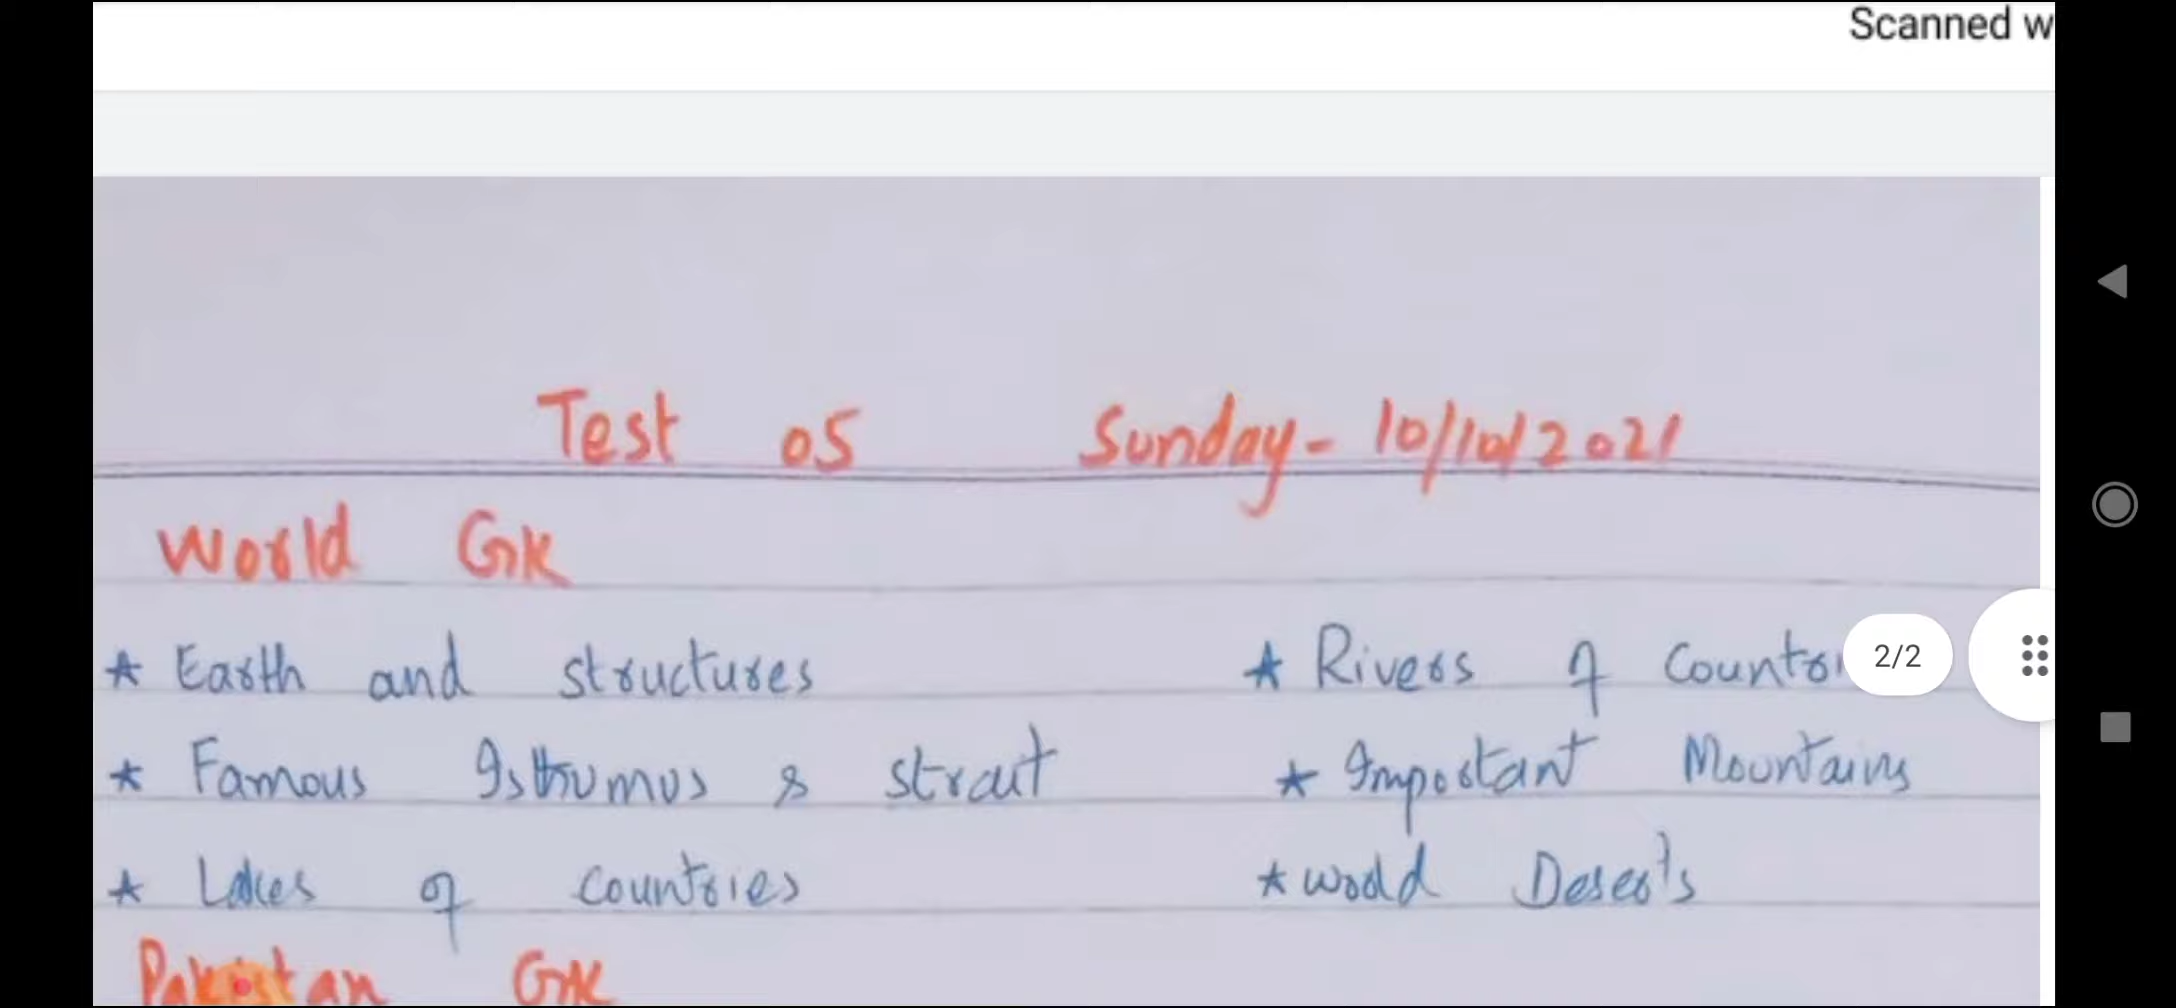 Scanned w
Test 05 Sunday - 10/10/2021
World GK
★ Earth and structures ★ Rivers of Countri
2/2
★ Famous Isthumus & strait ★ Important Mountains
★ Lakes of Countries ★ World Deserts
Pakistan GK